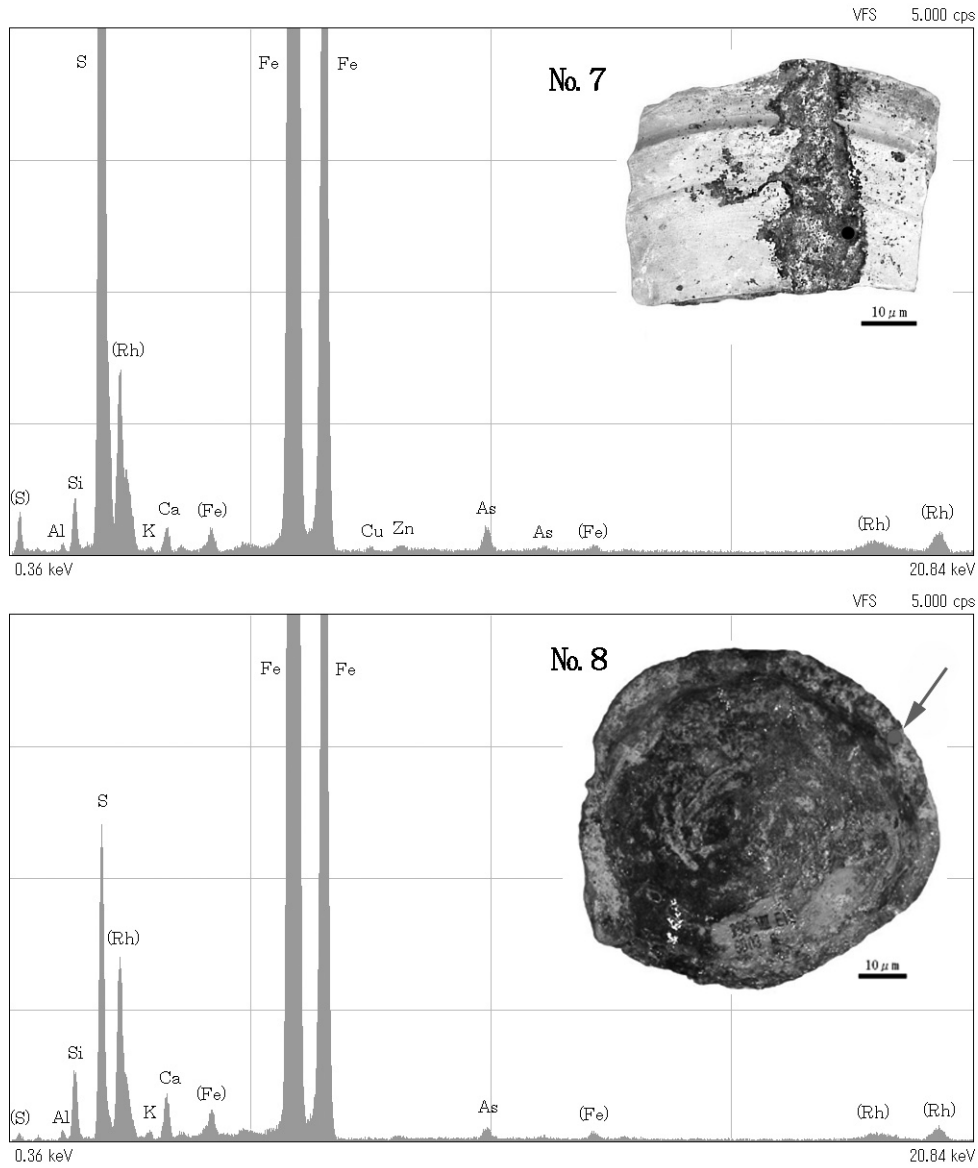 VFS 5.000 cps
S
Fe
Fe
No. 7
(Rh)
10 μm
(S)
Al
Si
K
Ca
(Fe)
Cu
Zn
As
As
(Fe)
(Rh)
(Rh)
0.36 keV
20.84 keV
VFS 5.000 cps
Fe
Fe
No. 8
S
(Rh)
10 μm
(S)
Al
Si
K
Ca
(Fe)
As
(Fe)
(Rh)
(Rh)
0.36 keV
20.84 keV